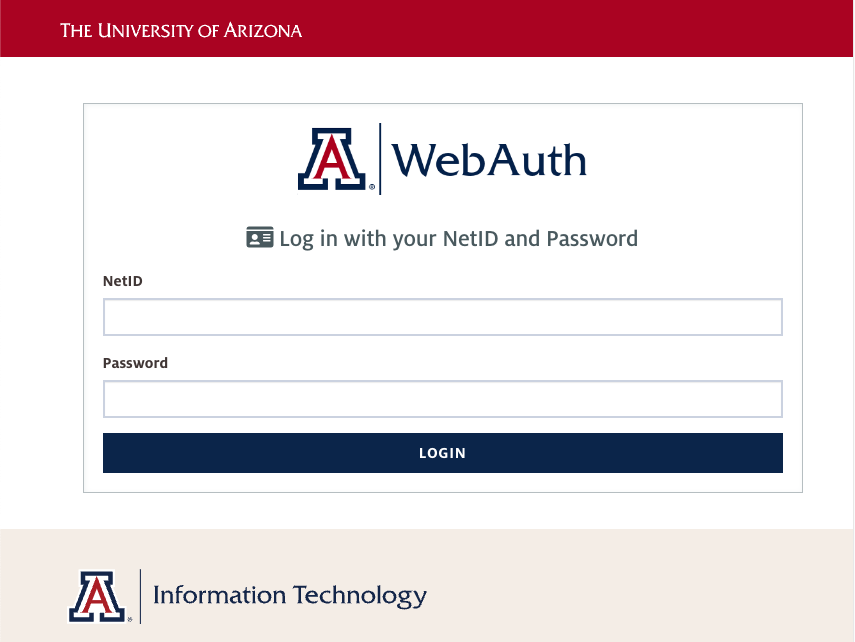 THE UNIVERSITY OF ARIZONA
A® WebAuth
Log in with your NetID and Password
NetID
Password
LOGIN
A® Information Technology